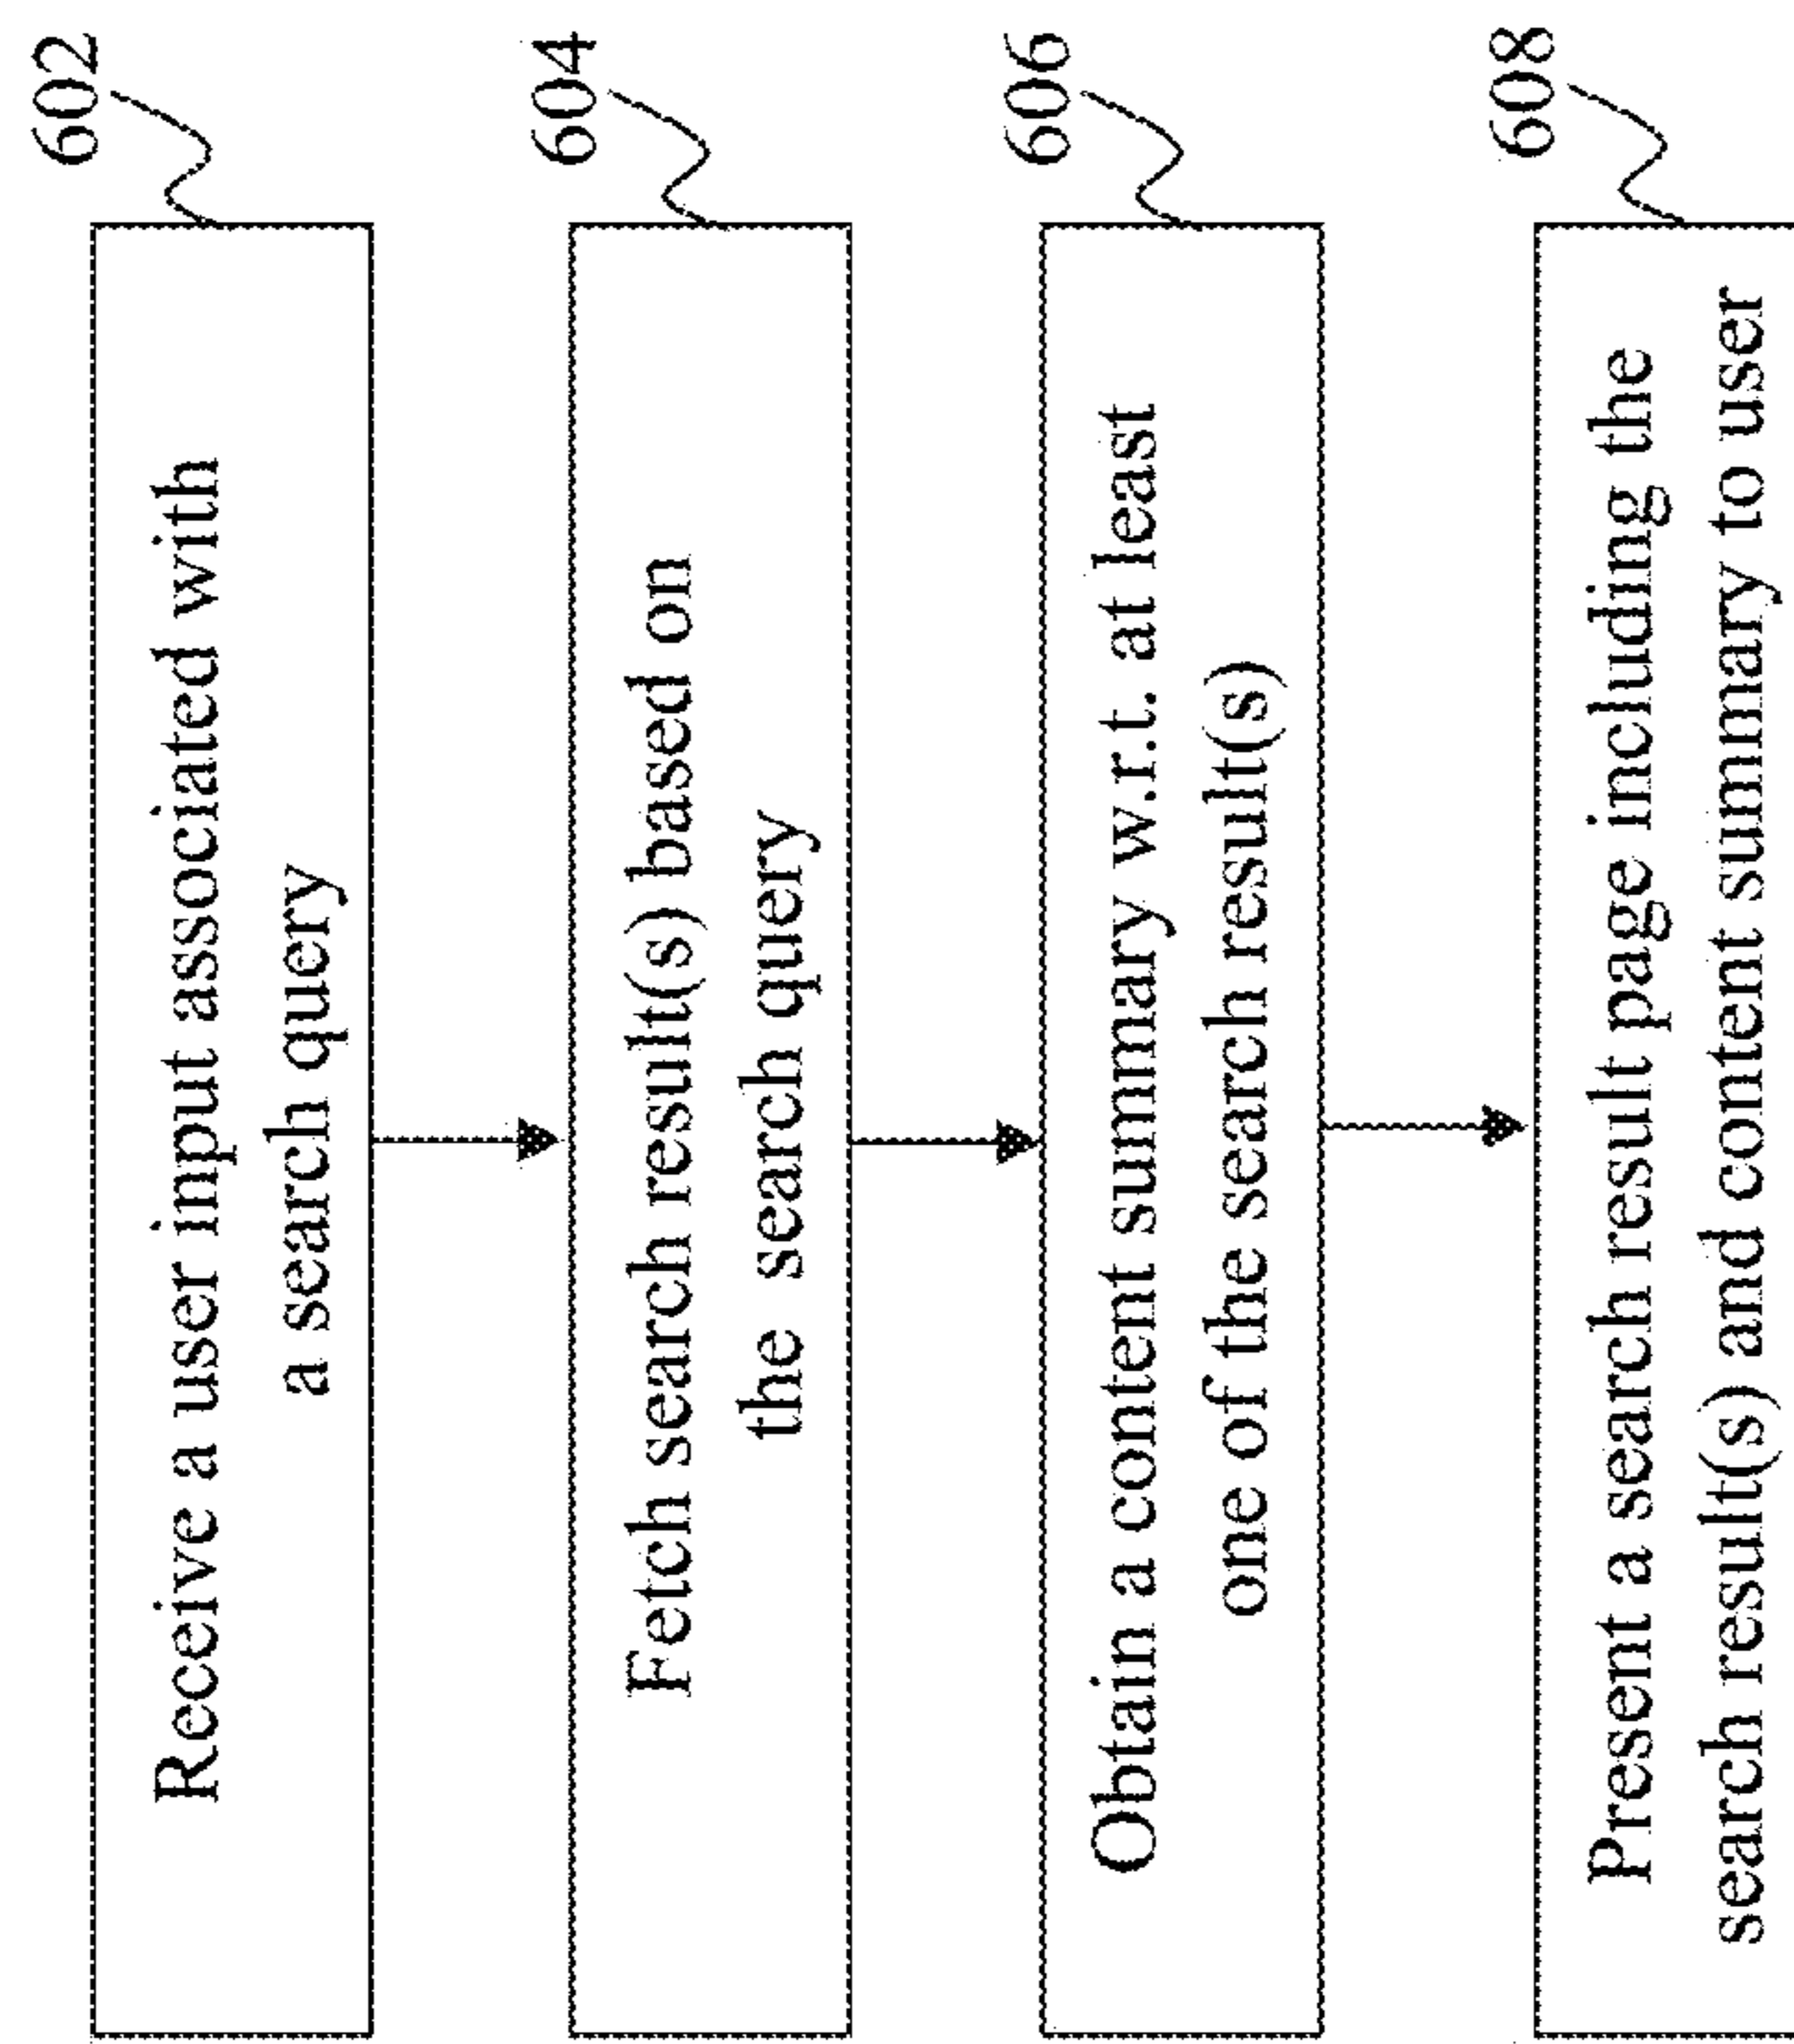 602
Receive a user input associated with
a search query
604
Fetch search result(s) based on
the search query
606
Obtain a content summary w.r.t. at least
one of the search result(s)
608
Present a search result page including the
search result(s) and content summary to user